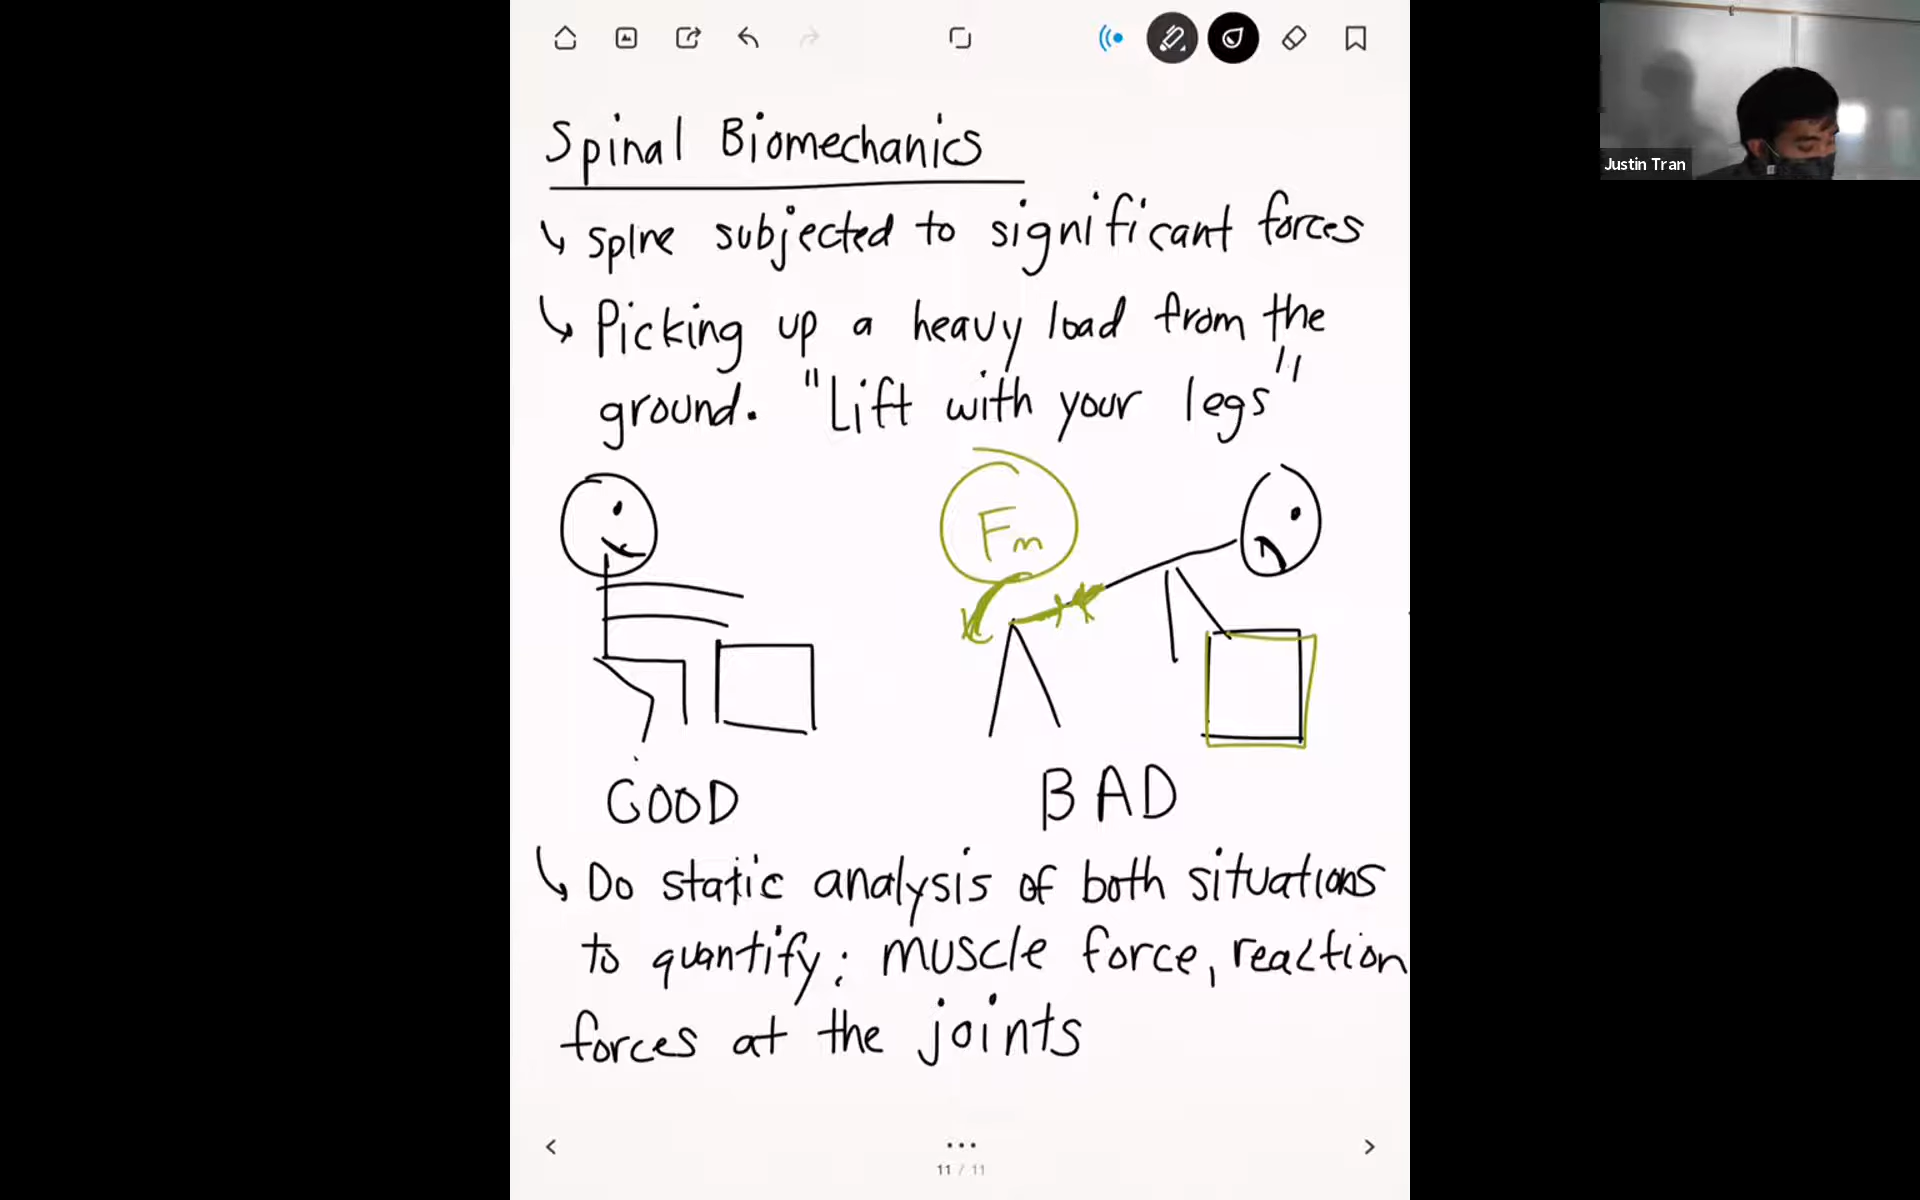 Justin Tran
Spinal Biomechanics
Spine subjected to significant forces
Picking up a heavy load from the
ground. "Lift with your legs"
Fm
GOOD
BAD
Do static analysis of both situations
to quantify: muscle force, reaction
forces at the joints
11 / 11